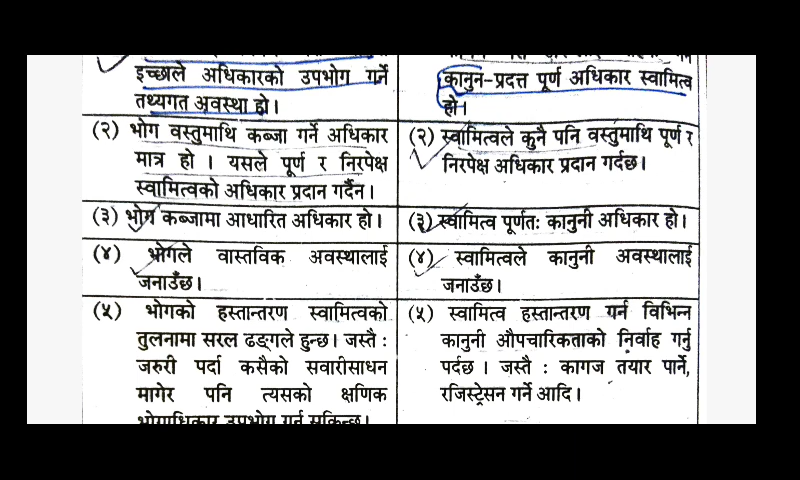 इच्छाले अधिकारको उपभोग गर्ने
तथ्यगत अवस्था हो।
(२) भोग वस्तुमाथि कब्जा गर्ने अधिकार
मात्र हो । यसले पूर्ण र निरपेक्ष
स्वामित्वको अधिकार प्रदान गर्दैन।
(३) भोग कब्जामा आधारित अधिकार हो।
(४) भोगले वास्तविक अवस्थालाई
जनाउँछ।
(५) भोगको हस्तान्तरण स्वामित्वको
तुलनामा सरल ढङ्गले हुन्छ। जस्तै :
जरुरी पर्दा कसैको सवारीसाधन
मागेर पनि त्यसको क्षणिक
भोगाधिकार उपभोग गर्न सकिन्छ।
कानुन-प्रदत्त पूर्ण अधिकार स्वामित्व
हो।
(२) स्वामित्वले कुनै पनि वस्तुमाथि पूर्ण र
निरपेक्ष अधिकार प्रदान गर्दछ।
(३) स्वामित्व पूर्णतः कानुनी अधिकार हो।
(४) स्वामित्वले कानुनी अवस्थालाई
जनाउँछ।
(५) स्वामित्व हस्तान्तरण गर्न विभिन्न
कानुनी औपचारिकताको निर्वाह गर्नु
पर्दछ । जस्तै : कागज तयार पार्ने,
रजिस्ट्रेसन गर्ने आदि।